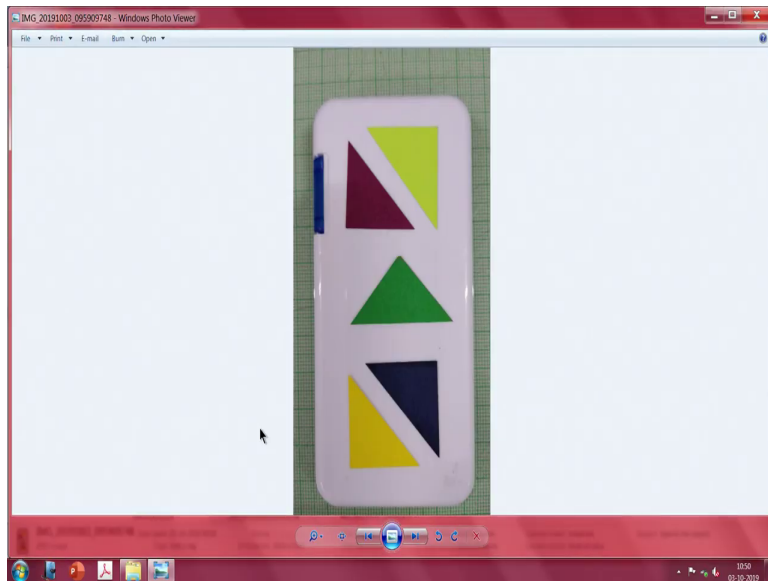 IMG_20191003_095909748 - Windows Photo Viewer
File Print E-mail Burn Open
10:50
03-10-2019